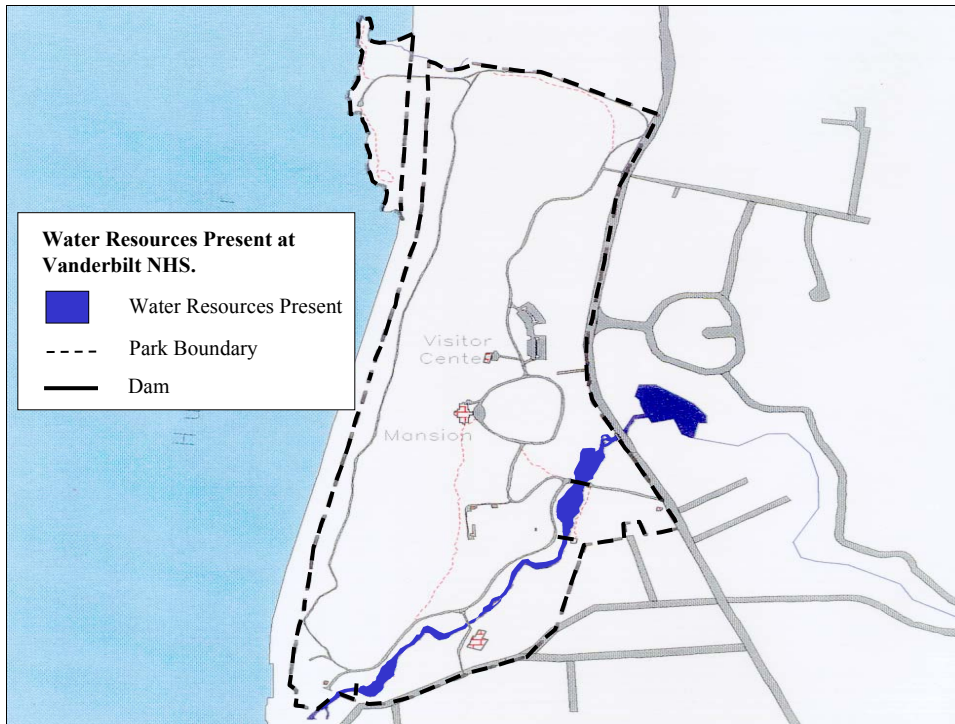 Water Resources Present at
Vanderbilt NHS.
Water Resources Present
Park Boundary
Dam
Visitor
Center
Mansion